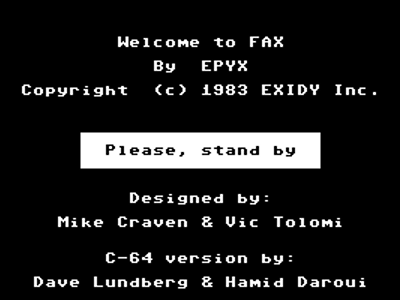 Welcome to FAX
By  EPYX
Copyright  (c) 1983 EXIDY Inc.
Please, stand by
Designed by:
Mike Craven & Vic Tolomi
C-64 version by:
Dave Lundberg & Hamid Daroui